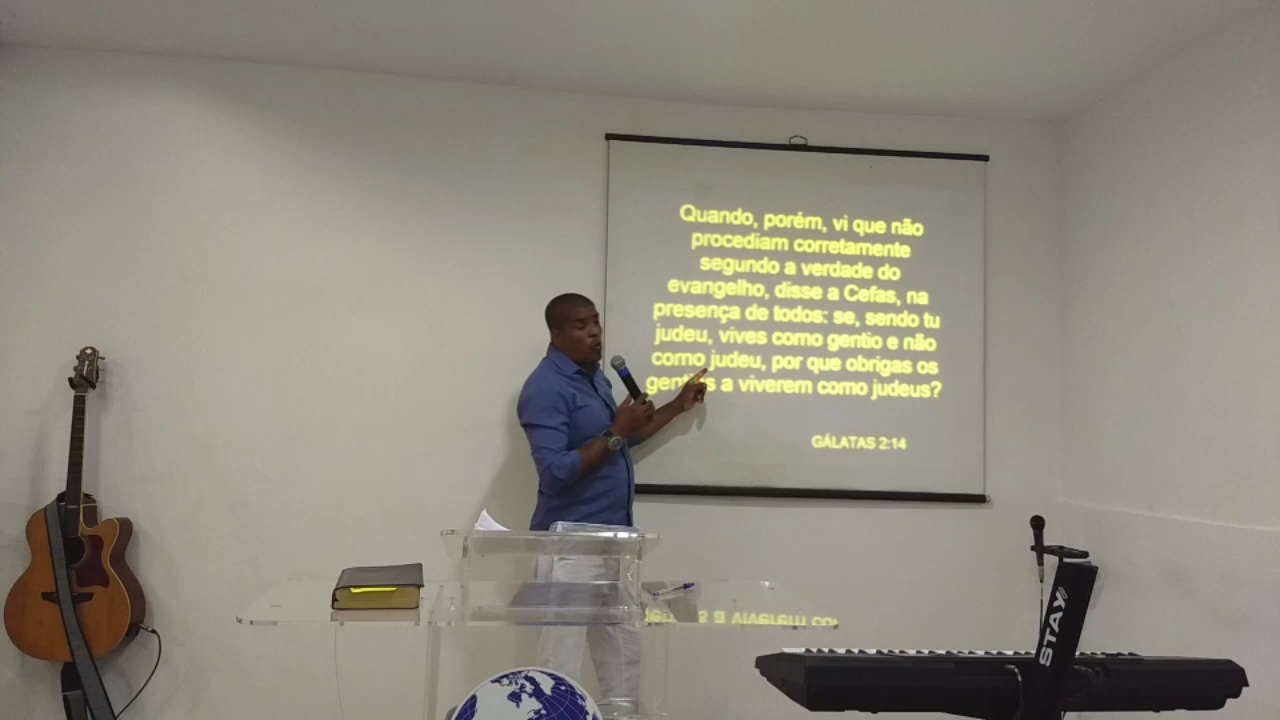 Quando, porém, vi que não
procediam corretamente
segundo a verdade do
evangelho, disse a Cefas, na
presença de todos: se, sendo tu
judeu, vives como gentio e não
como judeu, por que obrigas os
gentios a viverem como judeus?
GÁLATAS 2:14
STAY